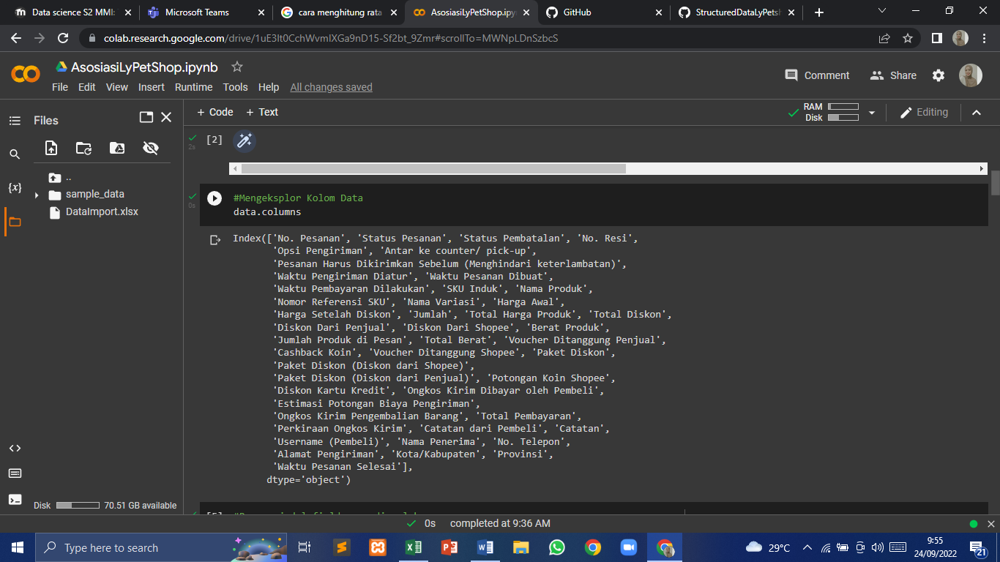 Data science S2 MMI:
Microsoft Teams
cara menghitung rata
AsosiasiLyPetShop.ipyn
GitHub
StructuredDataLyPetsh
colab.research.google.com/drive/1uE3It0CchWvmIXGa9nD15-Sf2bt_9Zmr#scrollTo=MWNpLDnSzbcS
AsosiasiLyPetShop.ipynb
Comment
Share
File Edit View Insert Runtime Tools Help All changes saved
Files
+ Code + Text
RAM
Disk
Editing
[2]
2s
..
sample_data
DataImport.xlsx
{x}
0s
#Mengeksplor Kolom Data
data.columns
Index(['No. Pesanan', 'Status Pesanan', 'Status Pembatalan', 'No. Resi',
'Opsi Pengiriman', 'Antar ke counter/ pick-up',
'Pesanan Harus Dikirimkan Sebelum (Menghindari keterlambatan)',
'Waktu Pengiriman Diatur', 'Waktu Pesanan Dibuat',
'Waktu Pembayaran Dilakukan', 'SKU Induk', 'Nama Produk',
'Nomor Referensi SKU', 'Nama Variasi', 'Harga Awal',
'Harga Setelah Diskon', 'Jumlah', 'Total Harga Produk', 'Total Diskon',
'Diskon Dari Penjual', 'Diskon Dari Shopee', 'Berat Produk',
'Jumlah Produk di Pesan', 'Total Berat', 'Voucher Ditanggung Penjual',
'Cashback Koin', 'Voucher Ditanggung Shopee', 'Paket Diskon',
'Paket Diskon (Diskon dari Shopee)',
'Paket Diskon (Diskon dari Penjual)', 'Potongan Koin Shopee',
'Diskon Kartu Kredit', 'Ongkos Kirim Dibayar oleh Pembeli',
'Estimasi Potongan Biaya Pengiriman',
'Ongkos Kirim Pengembalian Barang', 'Total Pembayaran',
'Perkiraan Ongkos Kirim', 'Catatan dari Pembeli', 'Catatan',
'Username (Pembeli)', 'Nama Penerima', 'No. Telepon',
'Alamat Pengiriman', 'Kota/Kabupaten', 'Provinsi',
'Waktu Pesanan Selesai'],
dtype='object')
Disk 70.51 GB available
0s completed at 9:36 AM
Type here to search
29°C
9:55
24/09/2022
21